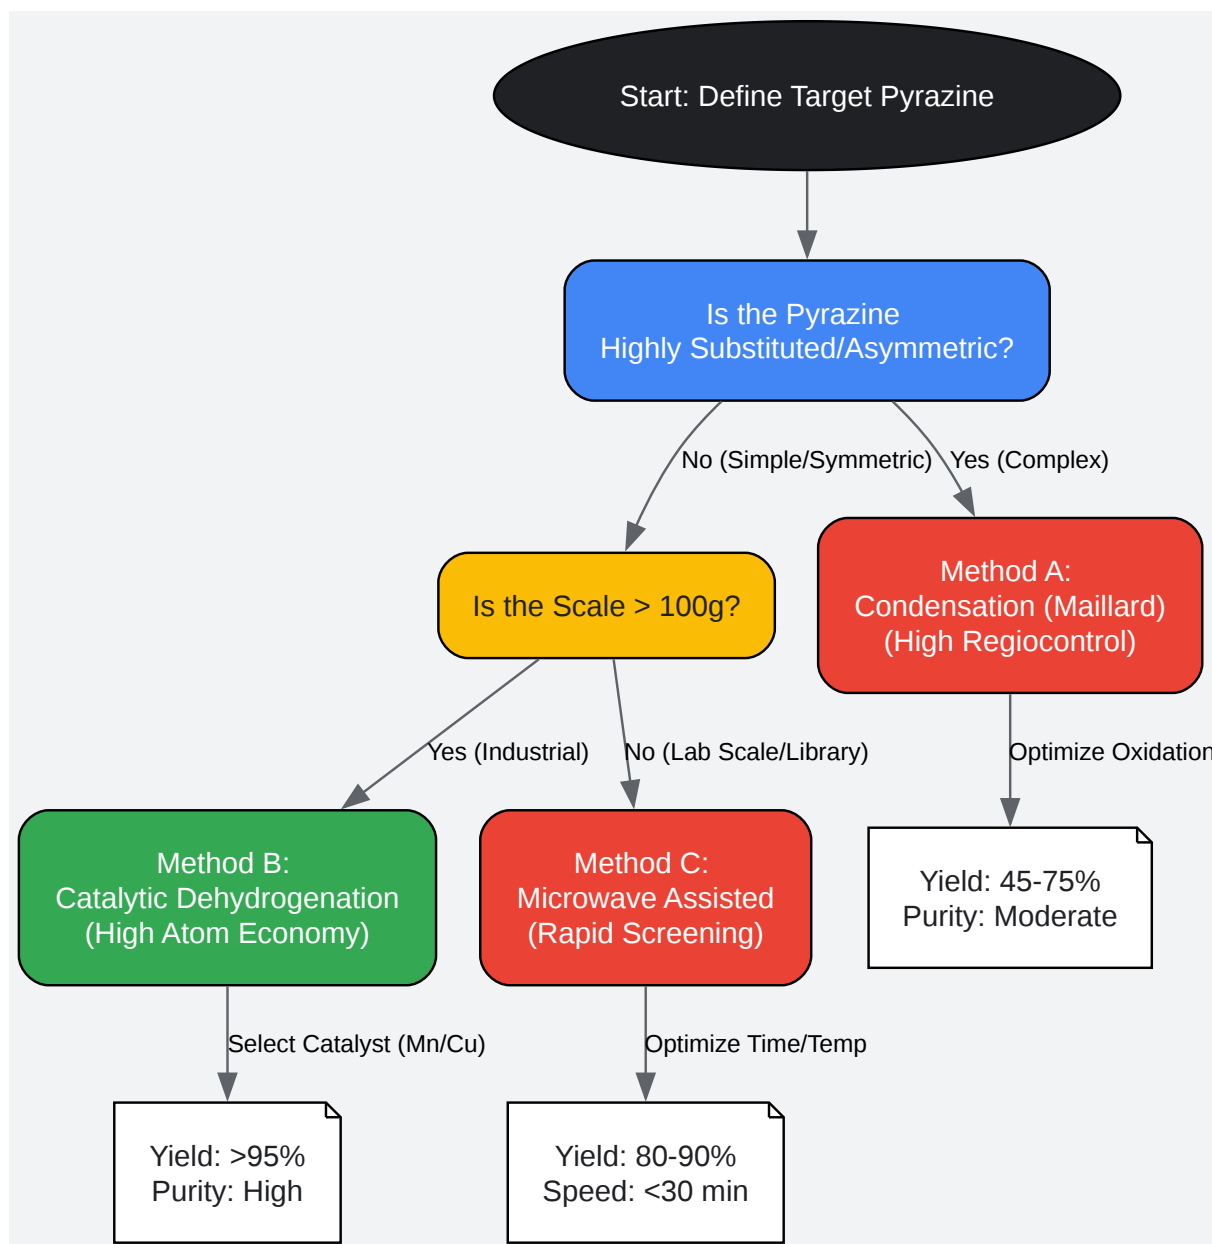 Start: Define Target Pyrazine
Is the Pyrazine
Highly Substituted/Asymmetric?
No (Simple/Symmetric)
Yes (Complex)
Method A:
Condensation (Maillard)
(High Regiocontrol)
Is the Scale > 100g?
Yes (Industrial)
No (Lab Scale/Library)
Optimize Oxidation
Method B:
Catalytic Dehydrogenation
(High Atom Economy)
Method C:
Microwave Assisted
(Rapid Screening)
Yield: 45-75%
Purity: Moderate
Select Catalyst (Mn/Cu)
Optimize Time/Temp
Yield: >95%
Purity: High
Yield: 80-90%
Speed: <30 min